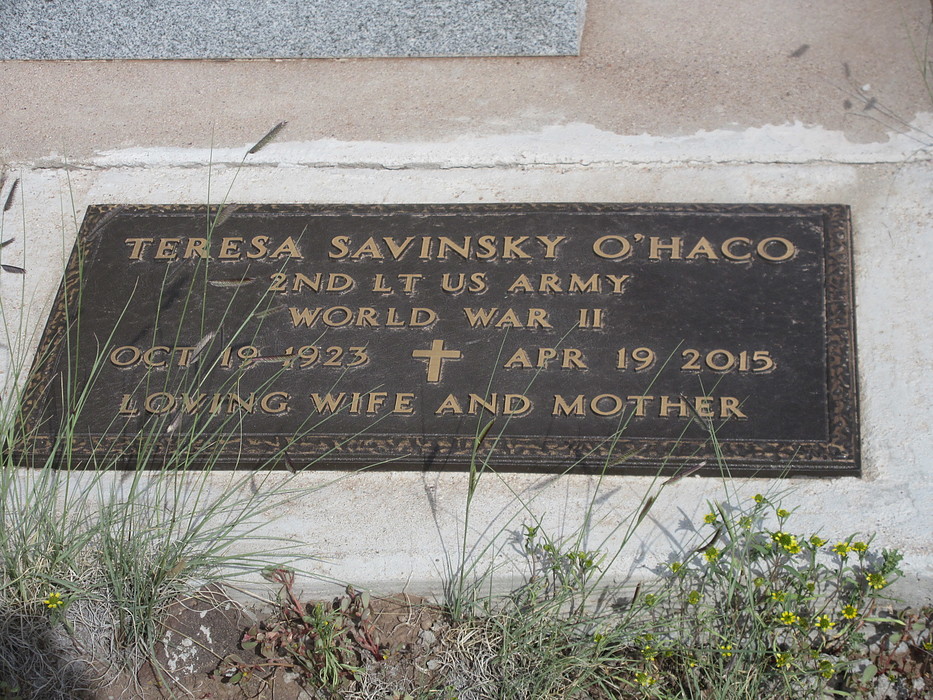 TERESA SAVINSKY O'HACO
2ND LT US ARMY
WORLD WAR II
OCT 19 1923 APR 19 2015
LOVING WIFE AND MOTHER